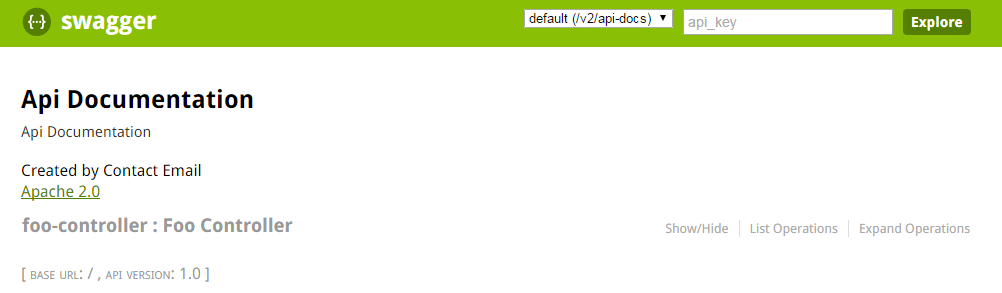 {···} swagger default (/v2/api-docs) ▼ api_key Explore
Api Documentation
Api Documentation
Created by Contact Email
Apache 2.0
foo-controller : Foo Controller Show/Hide List Operations Expand Operations
[ BASE URL: / , API VERSION: 1.0 ]